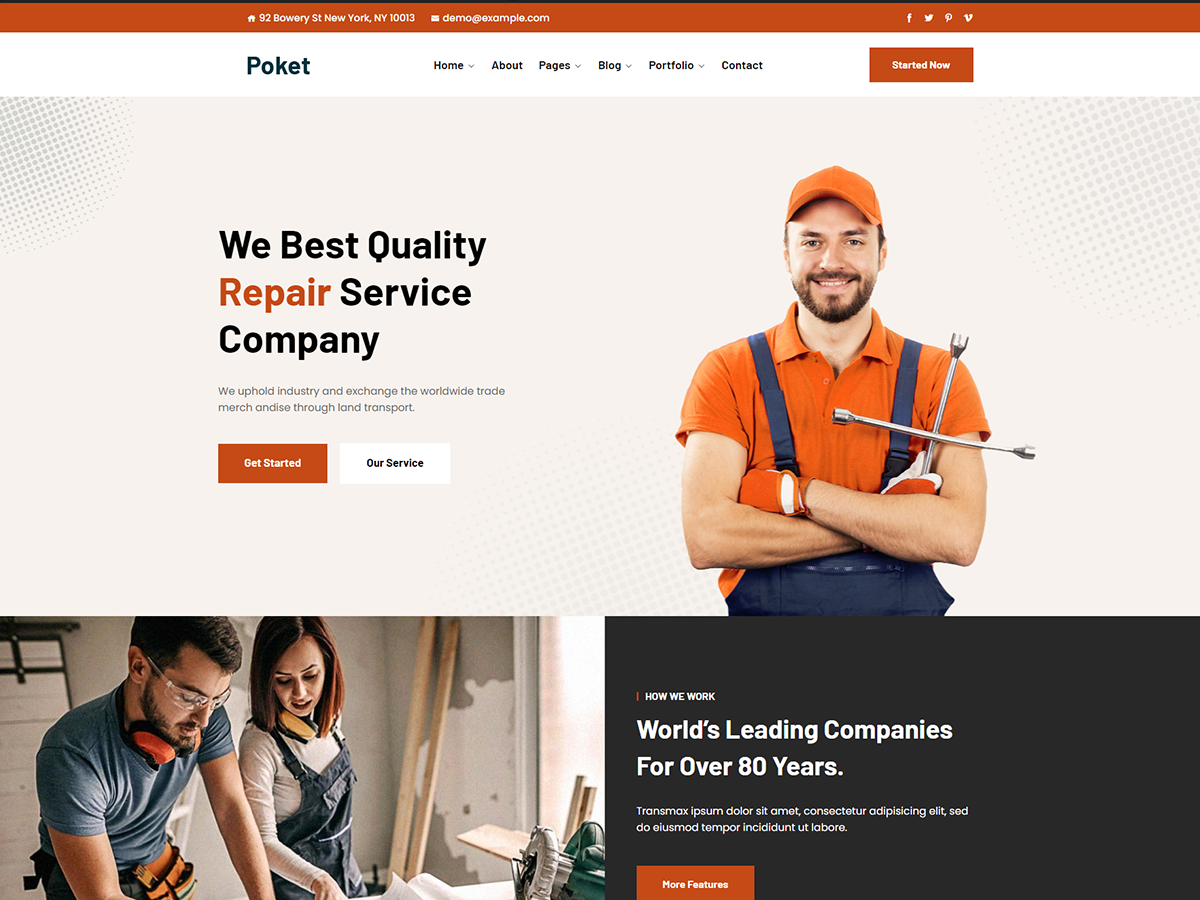 92 Bowery St New York, NY 10013 demo@example.com
Poket Home About Pages Blog Portfolio Contact Started Now
We Best Quality
Repair Service
Company
We uphold industry and exchange the worldwide trade
merch andise through land transport.
Get Started Our Service
HOW WE WORK
World’s Leading Companies
For Over 80 Years.
Transmax ipsum dolor sit amet, consectetur adipisicing elit, sed
do eiusmod tempor incididunt ut labore.
More Features